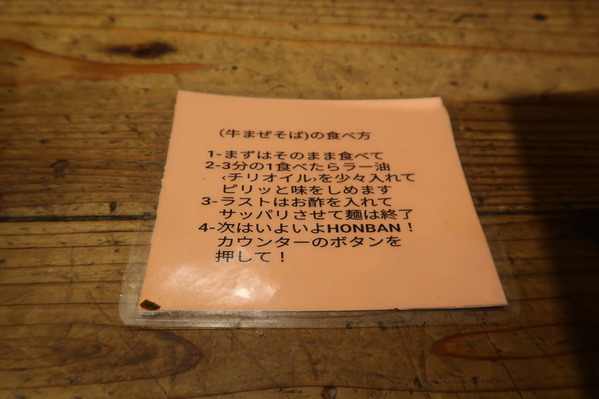 (牛まぜそば)の食べ方
1-まずはそのまま食べて
2-3分の1食べたらラー油
‹チリオイル›を少々入れて
ピリッと味をしめます
3-ラストはお酢を入れて
サッパリさせて麺は終了
4-次はいよいよHONBAN！
カウンターのボタンを
押して！